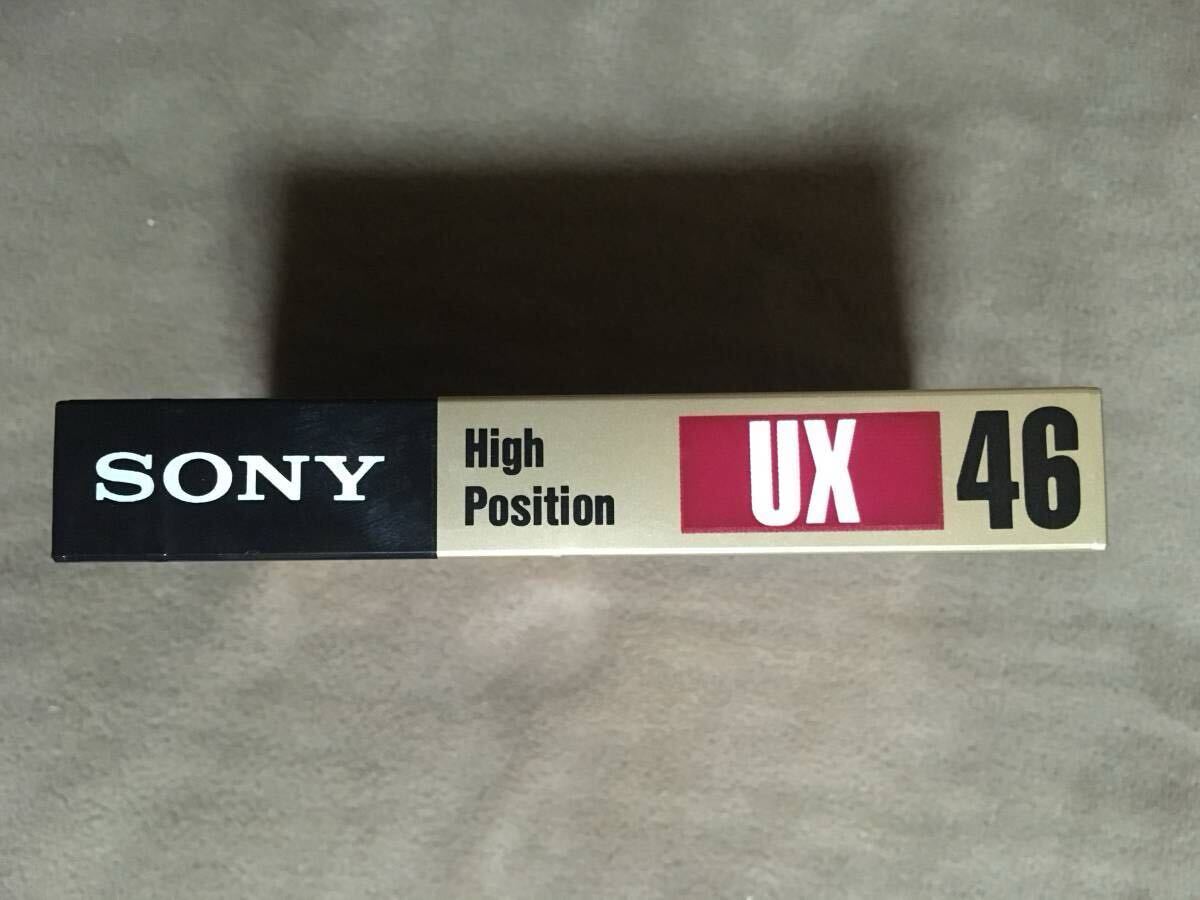 SONY
High
Position
UX
46